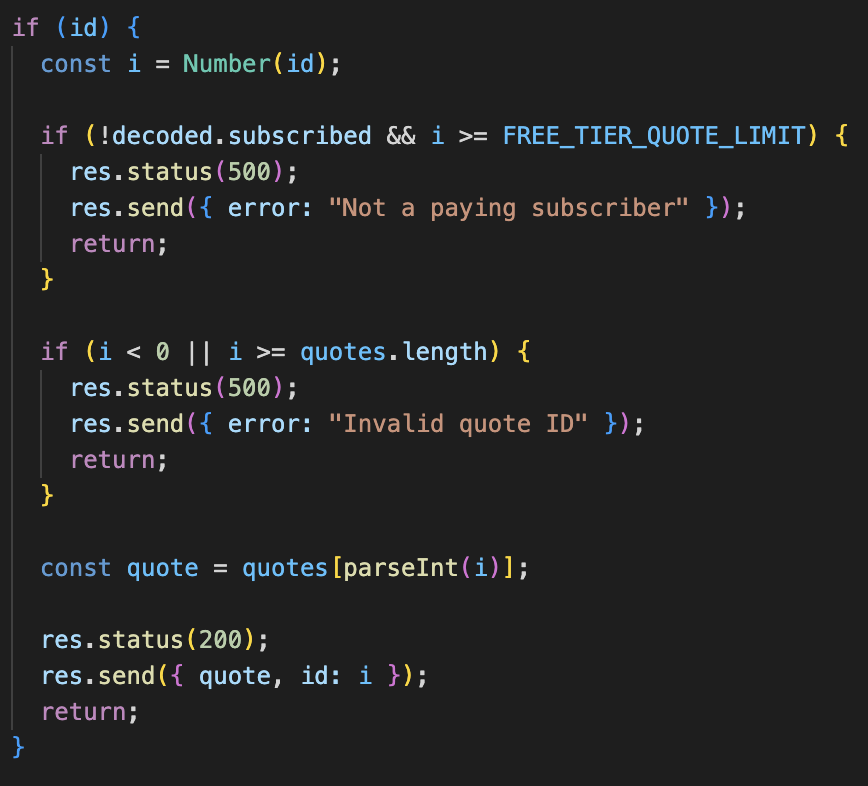 if (id) {
const i = Number(id);
if (!decoded.subscribed && i >= FREE_TIER_QUOTE_LIMIT) {
res.status(500);
res.send({ error: "Not a paying subscriber" });
return;
}
if (i < 0 || i >= quotes.length) {
res.status(500);
res.send({ error: "Invalid quote ID" });
return;
}
const quote = quotes[parseInt(i)];
res.status(200);
res.send({ quote, id: i });
return;
}